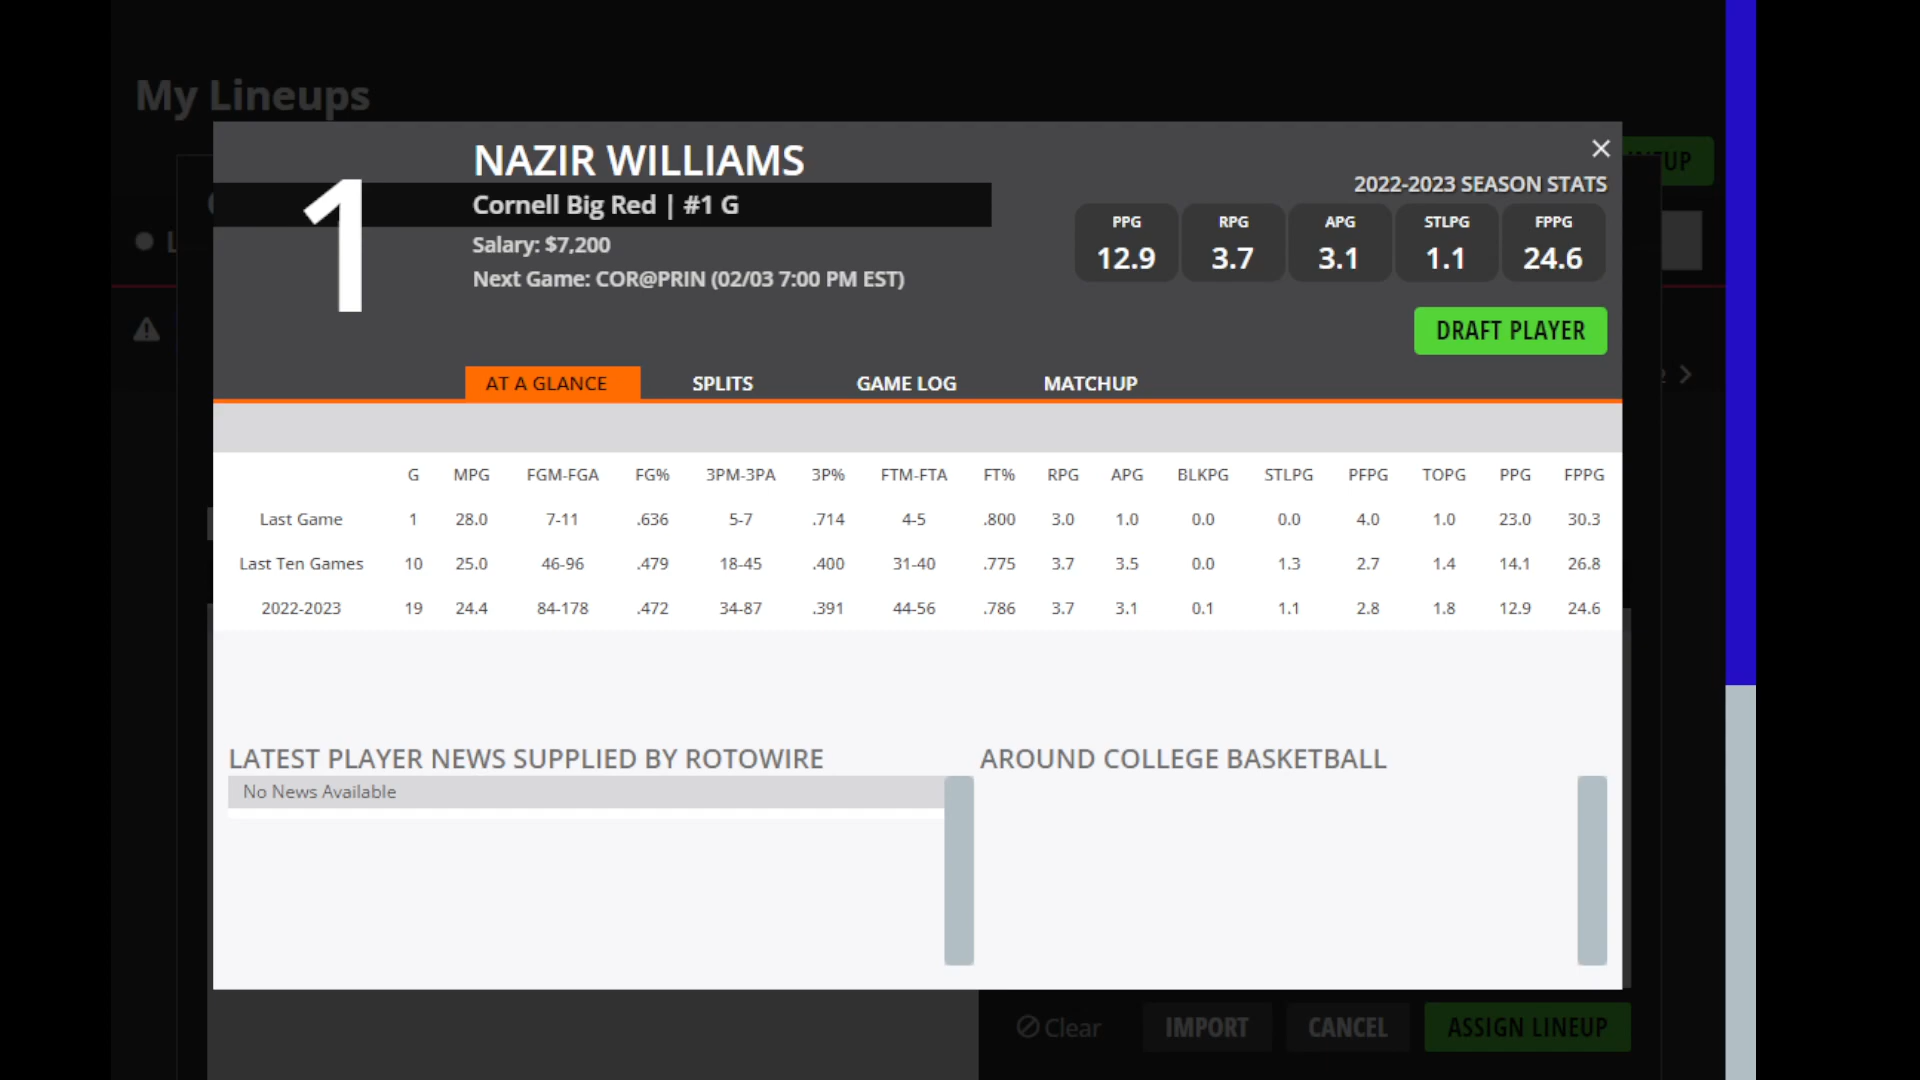 My Lineups
NAZIR WILLIAMS
Cornell Big Red | #1 G
Salary: $7,200
Next Game: COR@PRIN (02/03 7:00 PM EST)
1
2022-2023 SEASON STATS
PPG RPG APG STLPG FPPG
12.9 3.7 3.1 1.1 24.6
DRAFT PLAYER
AT A GLANCE SPLITS GAME LOG MATCHUP
G MPG FGM-FGA FG% 3PM-3PA 3P% FTM-FTA FT% RPG APG BLKPG STLPG PFPG TOPG PPG FPPG
Last Game 1 28.0 7-11 .636 5-7 .714 4-5 .800 3.0 1.0 0.0 0.0 4.0 1.0 23.0 30.3
Last Ten Games 10 25.0 46-96 .479 18-45 .400 31-40 .775 3.7 3.5 0.0 1.3 2.7 1.4 14.1 26.8
2022-2023 19 24.4 84-178 .472 34-87 .391 44-56 .786 3.7 3.1 0.1 1.1 2.8 1.8 12.9 24.6
LATEST PLAYER NEWS SUPPLIED BY ROTOWIRE
No News Available
AROUND COLLEGE BASKETBALL
Clear IMPORT CANCEL ASSIGN LINEUP